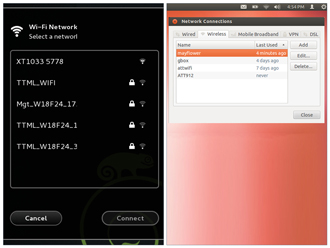 Wi-Fi Network
Select a network
XT1033 5778
TTML_WIFI
Mgt_W18F24_17
TTML_W18F24_1
TTML_W18F24_3
Cancel
Connect
4:34 PM
Network Connections
Wired
Wireless
Mobile Broadband
VPN
DSL
Name
Last Used
mayflower
4 minutes ago
gbox
4 days ago
attwifi
7 days ago
ATT912
never
Add
Edit...
Delete...
Close